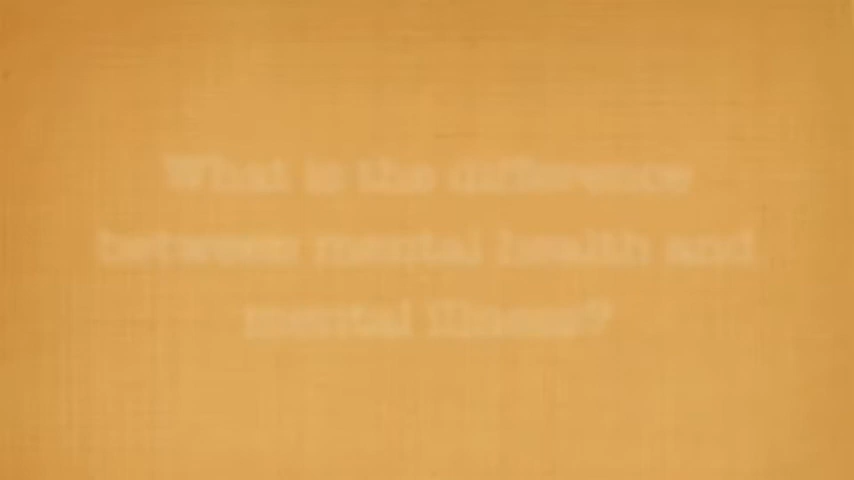 What is the difference
between mental health and
mental illness?